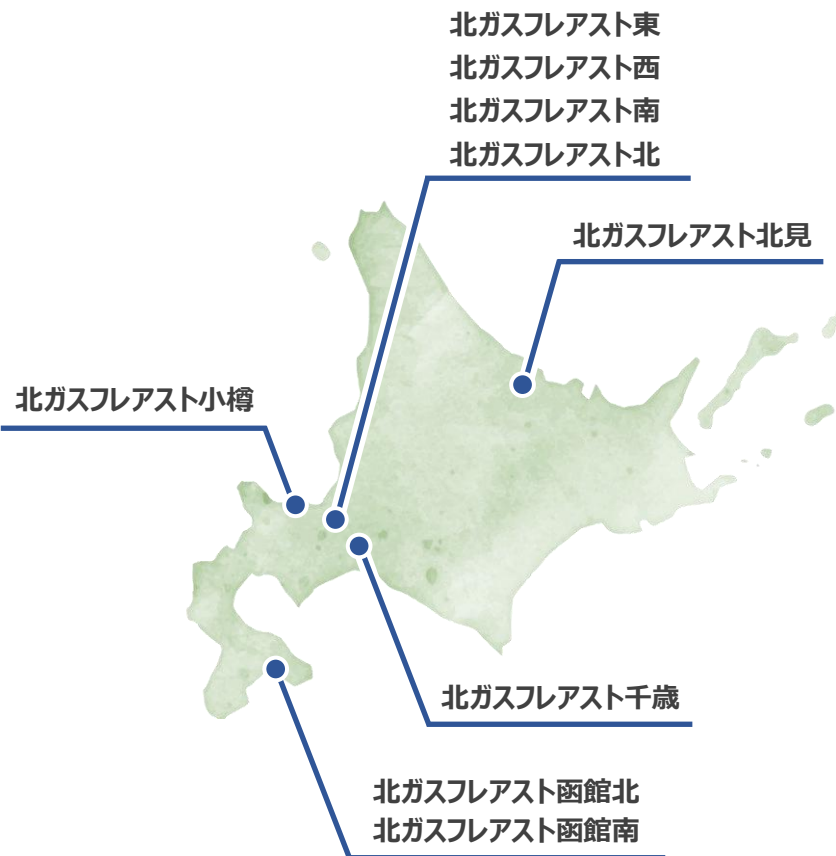 北ガスフレアスト東
北ガスフレアスト西
北ガスフレアスト南
北ガスフレアスト北
北ガスフレアスト北見
北ガスフレアスト小樽
北ガスフレアスト千歳
北ガスフレアスト函館北
北ガスフレアスト函館南